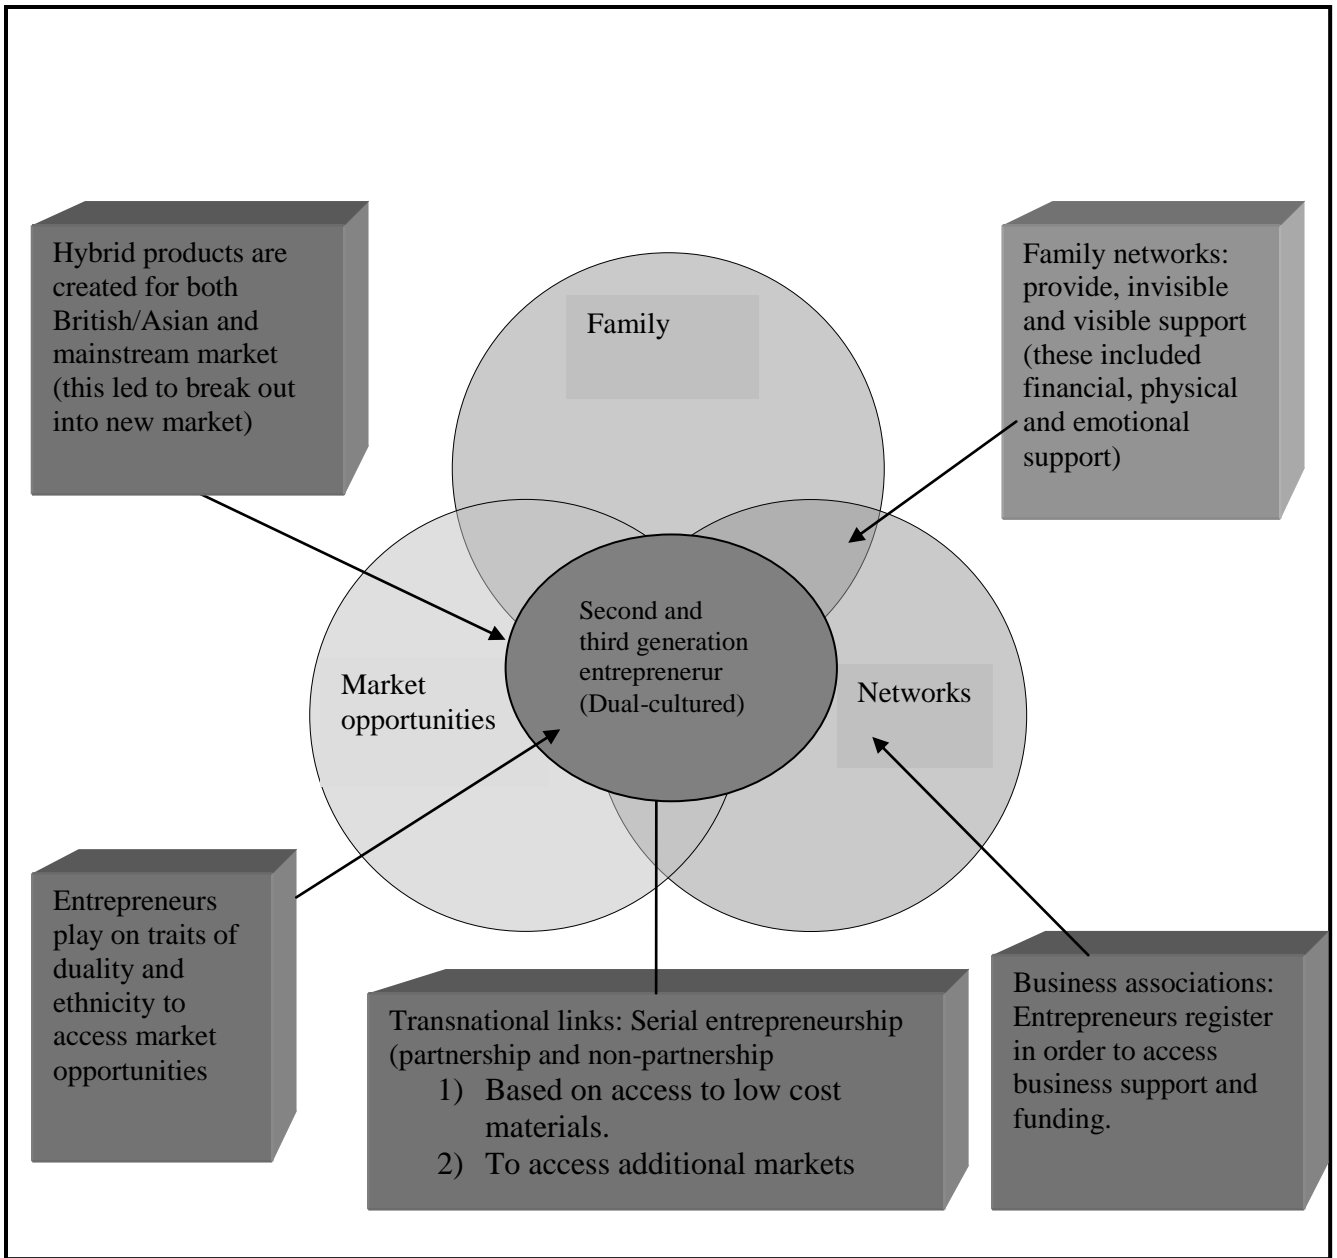 Hybrid products are
created for both
British/Asian and
mainstream market
(this led to break out
into new market)
Family networks:
provide, invisible
and visible support
(these included
financial, physical
and emotional
support)
Family
Second and
third generation
entreprenerur
(Dual-cultured)
Market
opportunities
Networks
Entrepreneurs
play on traits of
duality and
ethnicity to
access market
opportunities
Transnational links: Serial entrepreneurship
(partnership and non-partnership
1) Based on access to low cost
materials.
2) To access additional markets
Business associations:
Entrepreneurs register
in order to access
business support and
funding.